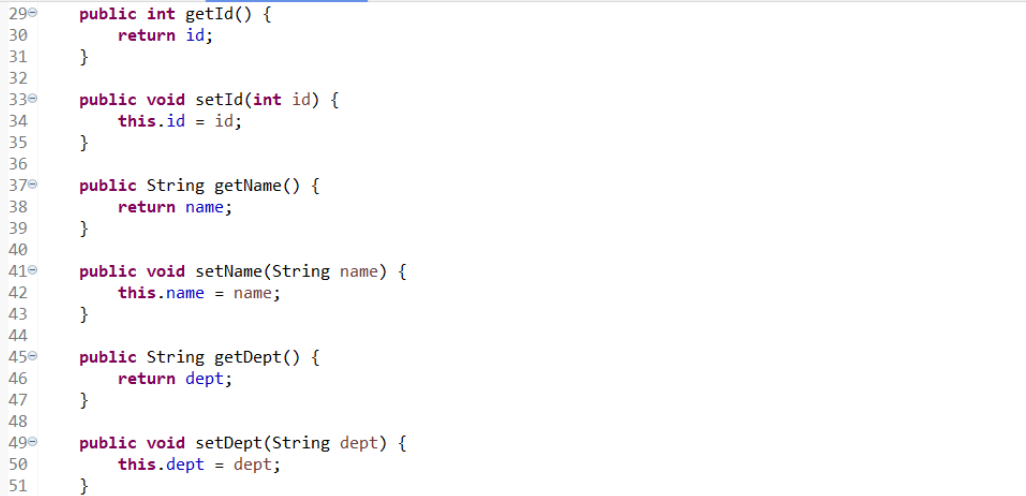 29 public int getId() {
30 return id;
31 }
32
33 public void setId(int id) {
34 this.id = id;
35 }
36
37 public String getName() {
38 return name;
39 }
40
41 public void setName(String name) {
42 this.name = name;
43 }
44
45 public String getDept() {
46 return dept;
47 }
48
49 public void setDept(String dept) {
50 this.dept = dept;
51 }